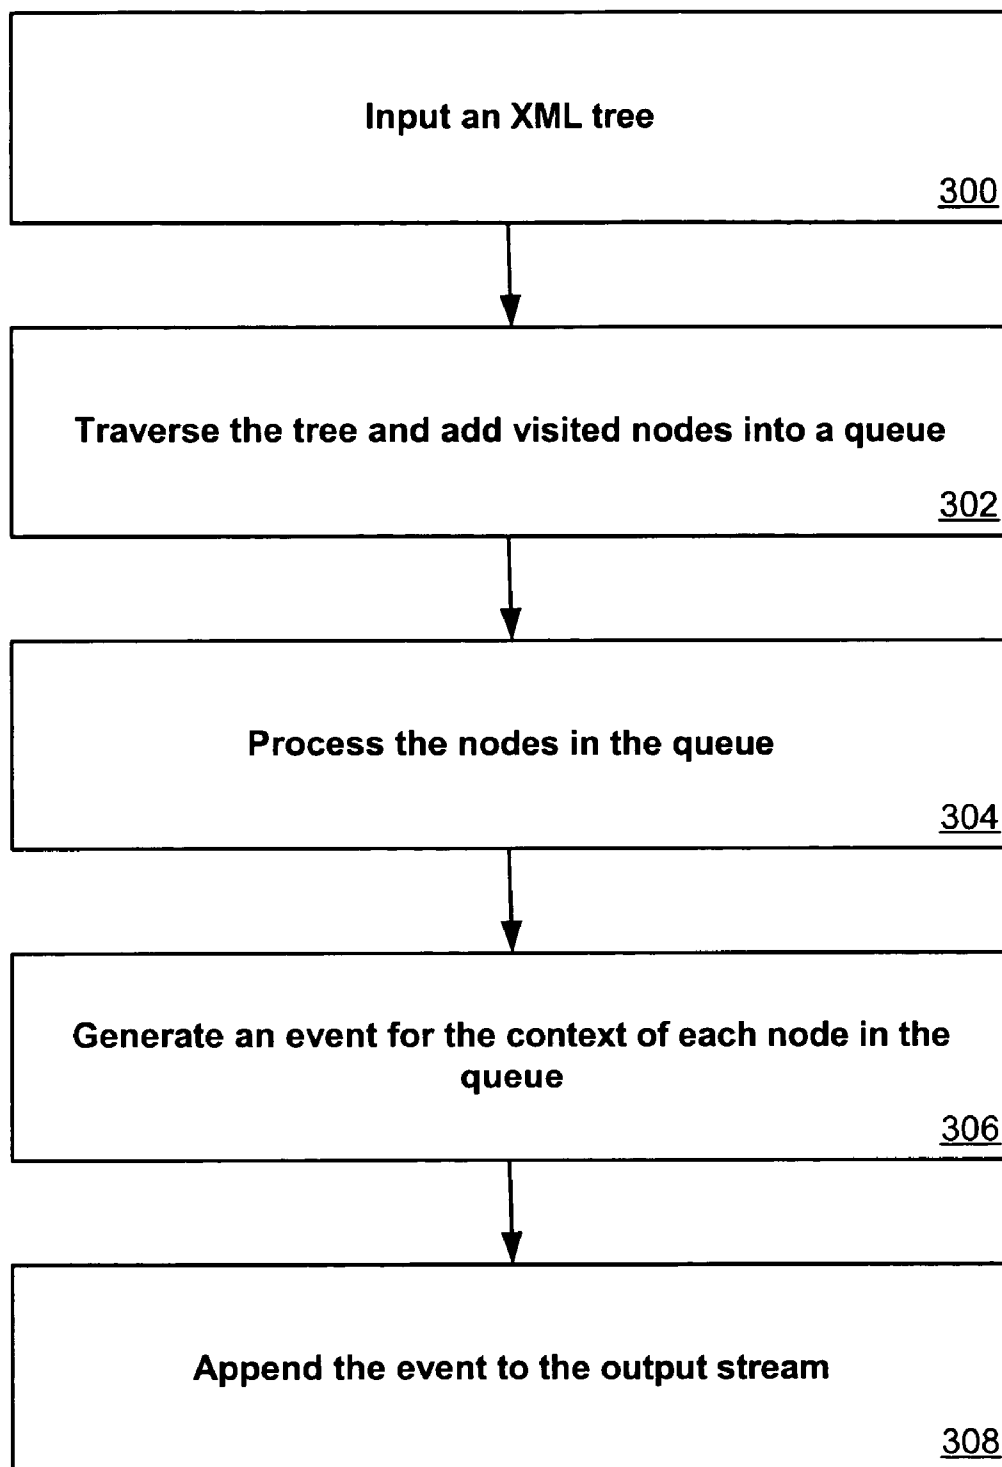 Input an XML tree
300
Traverse the tree and add visited nodes into a queue
302
Process the nodes in the queue
304
Generate an event for the context of each node in the
queue
306
Append the event to the output stream
308